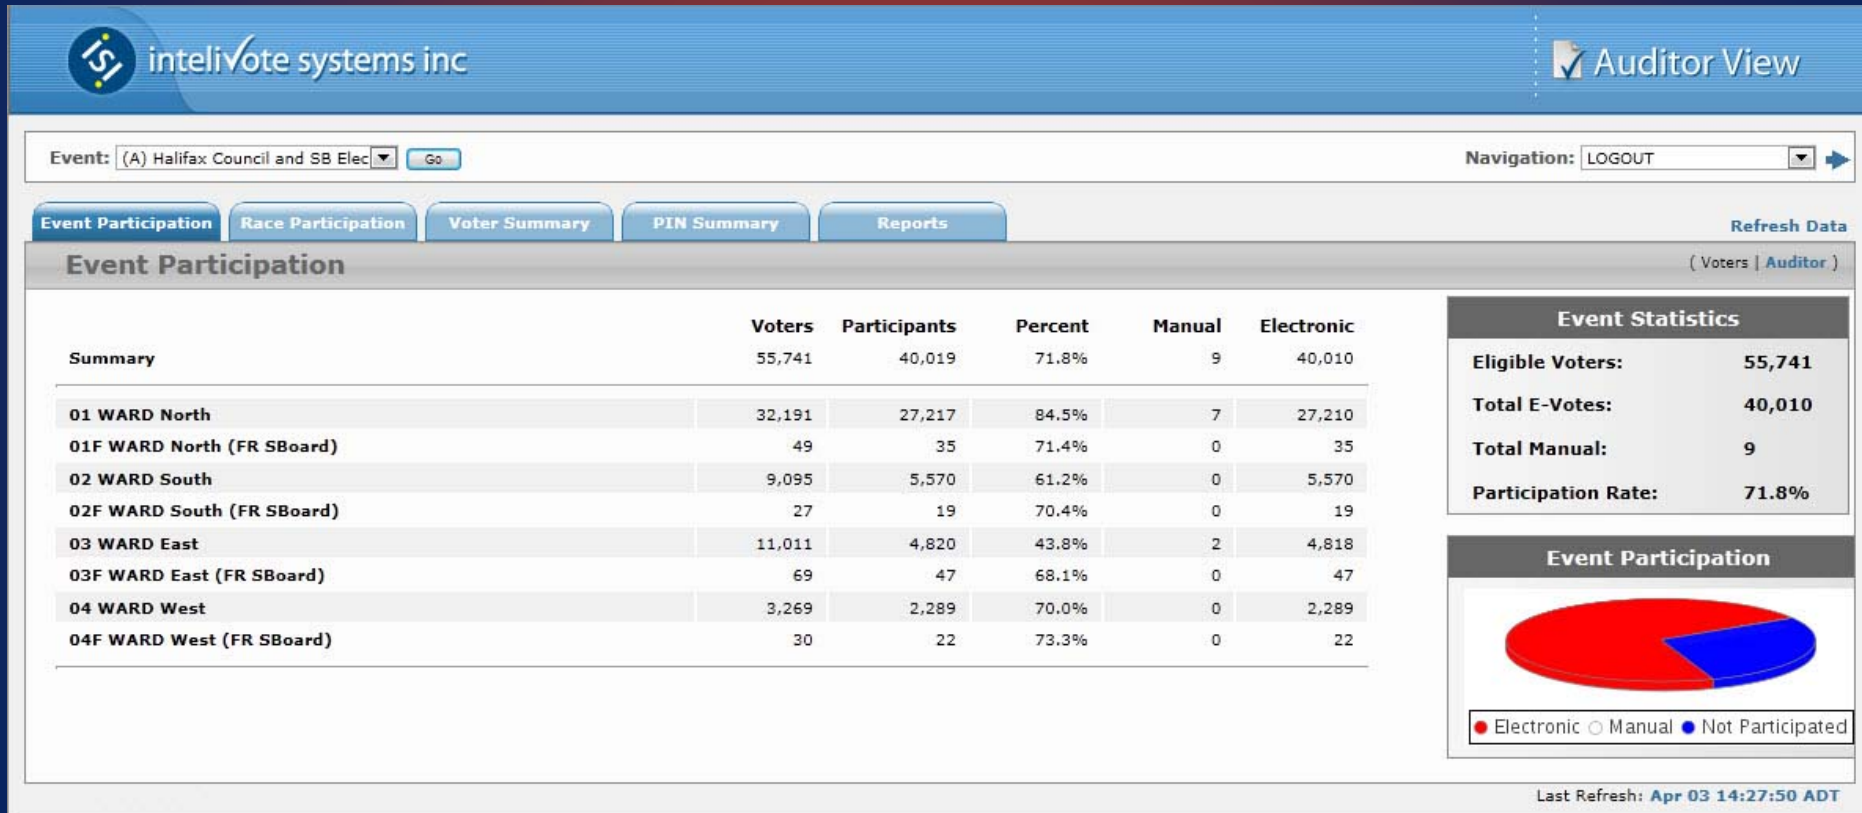 intelivote systems inc
Auditor View
Event: (A) Halifax Council and SB Elec Go
Navigation: LOGOUT
Event Participation Race Participation Voter Summary PIN Summary Reports
Refresh Data
Event Participation
( Voters | Auditor )
Voters Participants Percent Manual Electronic
Summary 55,741 40,019 71.8% 9 40,010
01 WARD North 32,191 27,217 84.5% 7 27,210
01F WARD North (FR SBoard) 49 35 71.4% 0 35
02 WARD South 9,095 5,570 61.2% 0 5,570
02F WARD South (FR SBoard) 27 19 70.4% 0 19
03 WARD East 11,011 4,820 43.8% 2 4,818
03F WARD East (FR SBoard) 69 47 68.1% 0 47
04 WARD West 3,269 2,289 70.0% 0 2,289
04F WARD West (FR SBoard) 30 22 73.3% 0 22
Event Statistics
Eligible Voters: 55,741
Total E-Votes: 40,010
Total Manual: 9
Participation Rate: 71.8%
Event Participation
Electronic Manual Not Participated
Last Refresh: Apr 03 14:27:50 ADT